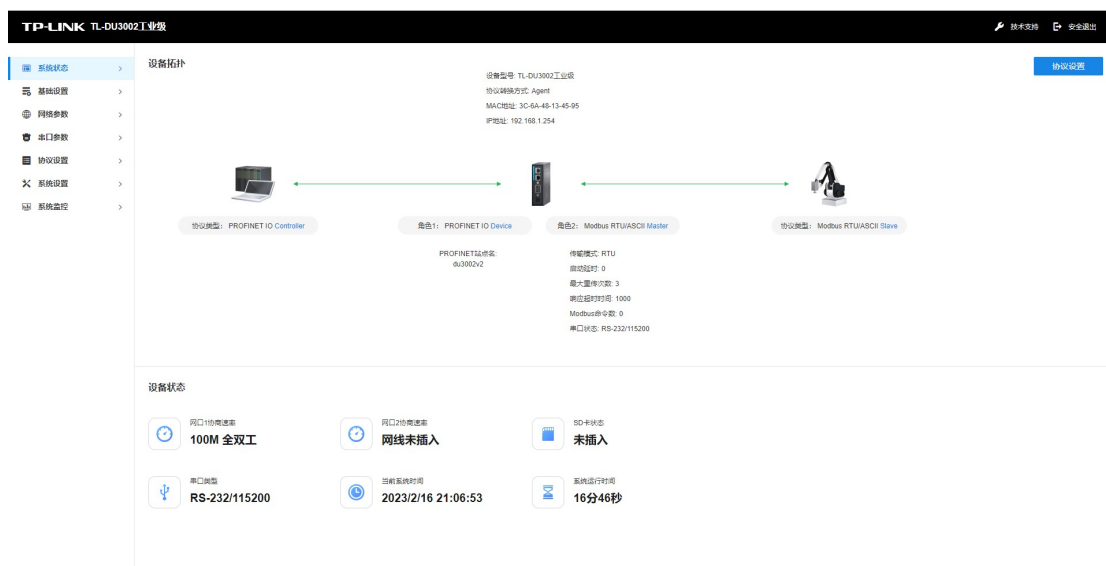 TP-LINK TL-DU3002工业级
技术支持 安全退出
系统状态
基础设置
网络参数
串口参数
协议设置
系统设置
系统监控
设备拓扑
协议设置
设备型号: TL-DU3002工业级
协议转换方式: Agent
MAC地址: 3C-6A-48-13-45-95
IP地址: 192.168.1.254
协议类型: PROFINET IO Controller
角色1: PROFINET IO Device
角色2: Modbus RTU/ASCII Master
协议类型: Modbus RTU/ASCII Slave
PROFINET站点名:
du3002v2
传输模式: RTU
启动延时: 0
最大重传次数: 3
响应超时时间: 1000
Modbus命令数: 0
串口状态: RS-232/115200
设备状态
网口1协商速率
100M 全双工
网口2协商速率
网线未插入
SD卡状态
未插入
串口类型
RS-232/115200
当前系统时间
2023/2/16 21:06:53
系统运行时间
16分46秒